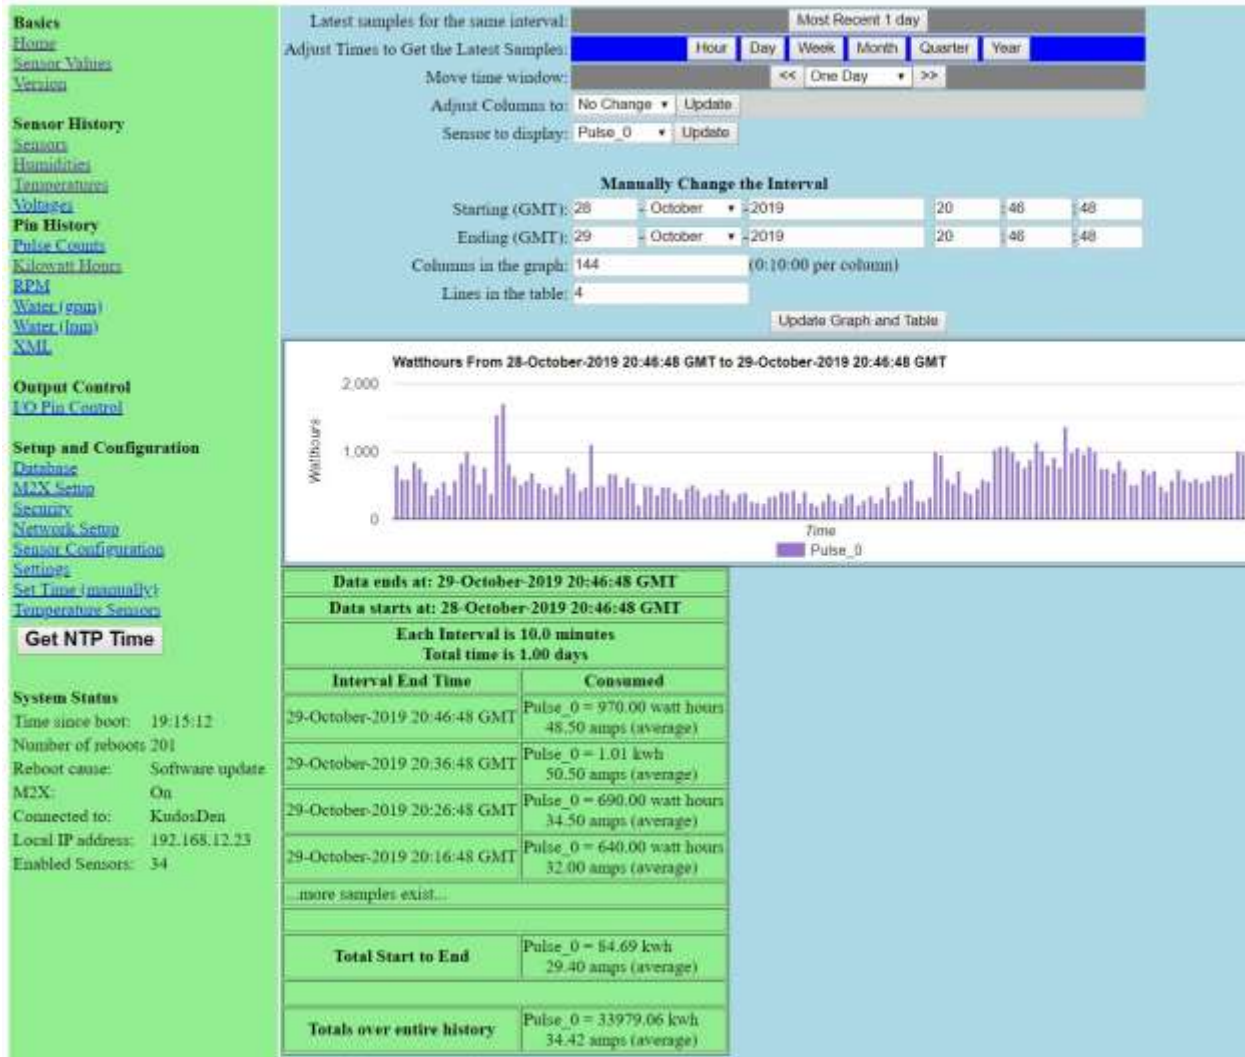 Basics
Home
Sensor Values
Version
Sensor History
Sensors
Humidities
Temperatures
Voltages
Pin History
Pulse Counts
Kilowatt Hours
RPM
Water (gpm)
Water (lpm)
XML
Output Control
I/O Pin Control
Setup and Configuration
Database
M2X Setup
Security
Network Setup
Sensor Configuration
Settings
Set Time (manually)
Temperature Sensors
Get NTP Time
System Status
Time since boot: 19:15:12
Number of reboots 201
Reboot cause: Software update
M2X: On
Connected to: KudosDen
Local IP address: 192.168.12.23
Enabled Sensors: 34
Latest samples for the same interval: Most Recent 1 day
Adjust Times to Get the Latest Samples: Hour Day Week Month Quarter Year
Move time window: << One Day >>
Adjust Columns to: No Change Update
Sensor to display: Pulse_0 Update
Manually Change the Interval
Starting (GMT): 28 - October - 2019 20 : 46 : 48
Ending (GMT): 29 - October - 2019 20 : 46 : 48
Columns in the graph: 144 (0:10:00 per column)
Lines in the table: 4
Update Graph and Table
Watthours From 28-October-2019 20:46:48 GMT to 29-October-2019 20:46:48 GMT
2,000
1,000
0
Watthours
Time
Pulse_0
Data ends at: 29-October-2019 20:46:48 GMT
Data starts at: 28-October-2019 20:46:48 GMT
Each Interval is 10.0 minutes
Total time is 1.00 days
Interval End Time Consumed
29-October-2019 20:46:48 GMT Pulse_0 = 970.00 watt hours
48.50 amps (average)
29-October-2019 20:36:48 GMT Pulse_0 = 1.01 kwh
50.50 amps (average)
29-October-2019 20:26:48 GMT Pulse_0 = 690.00 watt hours
34.50 amps (average)
29-October-2019 20:16:48 GMT Pulse_0 = 640.00 watt hours
32.00 amps (average)
...more samples exist...
Total Start to End Pulse_0 = 84.69 kwh
29.40 amps (average)
Totals over entire history Pulse_0 = 33979.06 kwh
34.42 amps (average)